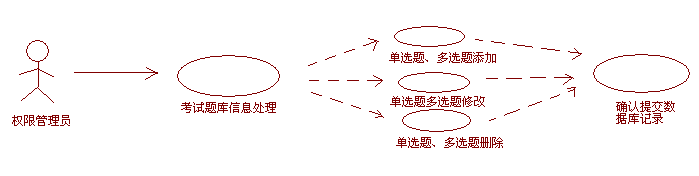 单选题、多选题添加
单选题多选题修改
单选题、多选题删除
考试题库信息处理
权限管理员
确认提交数
据库记录